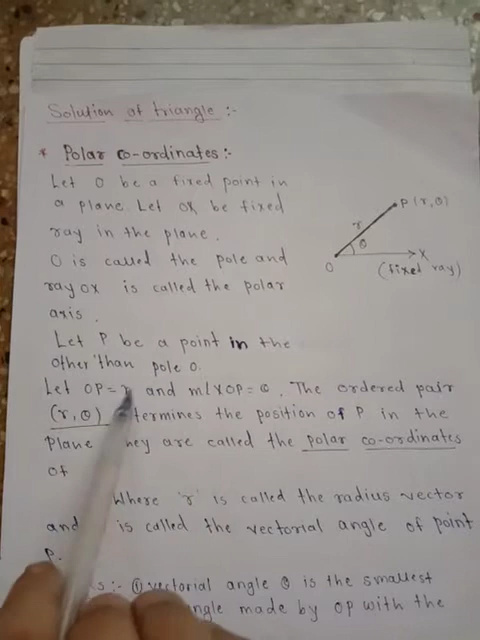 Solution of triangle :-
* Polar co-ordinates :-
Let O be a fixed point in
a plane. Let OX be fixed
ray in the plane.
O is called the pole and
ray OX is called the polar
axis.
P(r, θ)
r
θ
O
X
(fixed ray)
Let P be a point in the
other than pole O.
Let OP = r and m∠XOP = θ. The ordered pair
(r, θ) determines the position of P in the
plane They are called the polar co-ordinates
of
Where 'r' is called the radius vector
and is called the vectorial angle of point
P.
:- ① vectorial angle θ is the smallest
angle made by OP with the